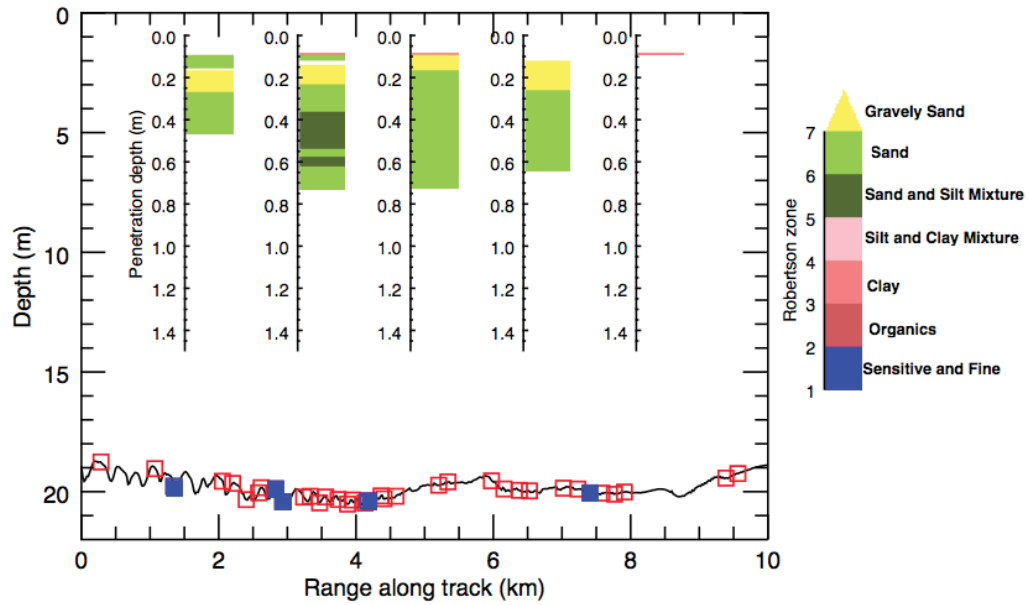 0
5
10
15
20
Depth (m)
0 2 4 6 8 10
Range along track (km)
Penetration depth (m)
0.0 0.0 0.0 0.0 0.0
0.2 0.2 0.2 0.2 0.2
0.4 0.4 0.4 0.4 0.4
0.6 0.6 0.6 0.6 0.6
0.8 0.8 0.8 0.8 0.8
1.0 1.0 1.0 1.0 1.0
1.2 1.2 1.2 1.2 1.2
1.4 1.4 1.4 1.4 1.4
Robertson zone
7
6
5
4
3
2
1
Gravely Sand
Sand
Sand and Silt Mixture
Silt and Clay Mixture
Clay
Organics
Sensitive and Fine